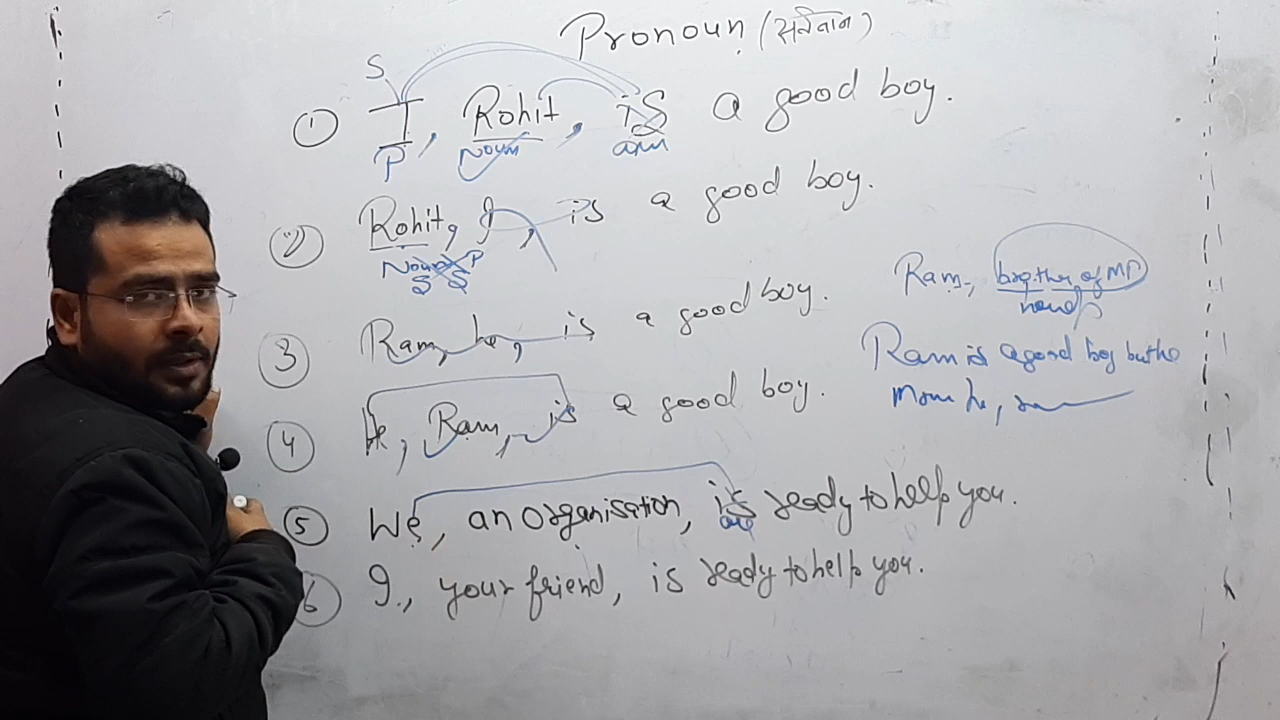 Pronoun (सर्वनाम)
S
① I, Rohit, is a good boy.
P Noun am
② Rohit, I, is a good boy.
Noun P
S S
③ Ram, he, is a good boy.
④ He, Ram, is a good boy.
⑤ We, an organisation, is ready to help you.
are
⑥ I, your friend, is ready to help you.
Ram, brother of MP
Ram is a good boy but he